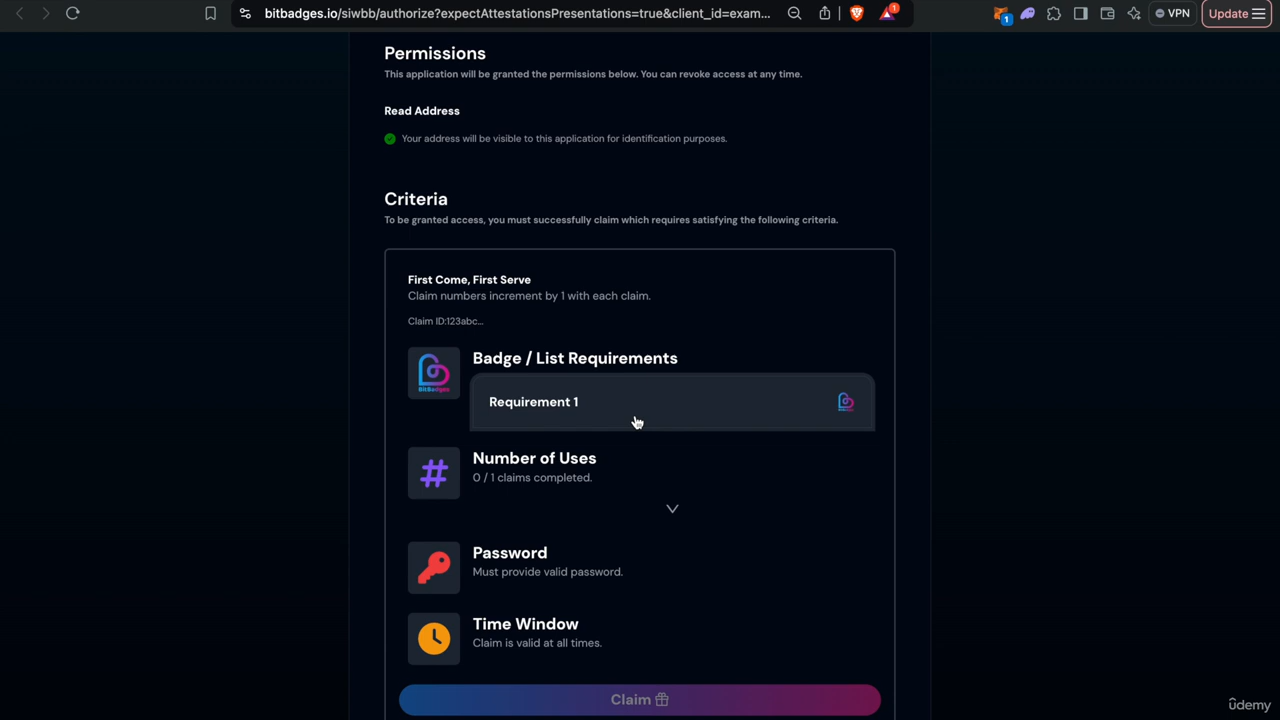 bitbadges.io/siwbb/authorize?expectAttestationsPresentations=true&client_id=exam...
1
1
VPN
Update
Permissions
This application will be granted the permissions below. You can revoke access at any time.
Read Address
Your address will be visible to this application for identification purposes.
Criteria
To be granted access, you must successfully claim which requires satisfying the following criteria.
First Come, First Serve
Claim numbers increment by 1 with each claim.
Claim ID:123abc...
BitBadges
Badge / List Requirements
Requirement 1
#
Number of Uses
0 / 1 claims completed.
Password
Must provide valid password.
Time Window
Claim is valid at all times.
Claim
ûdemy